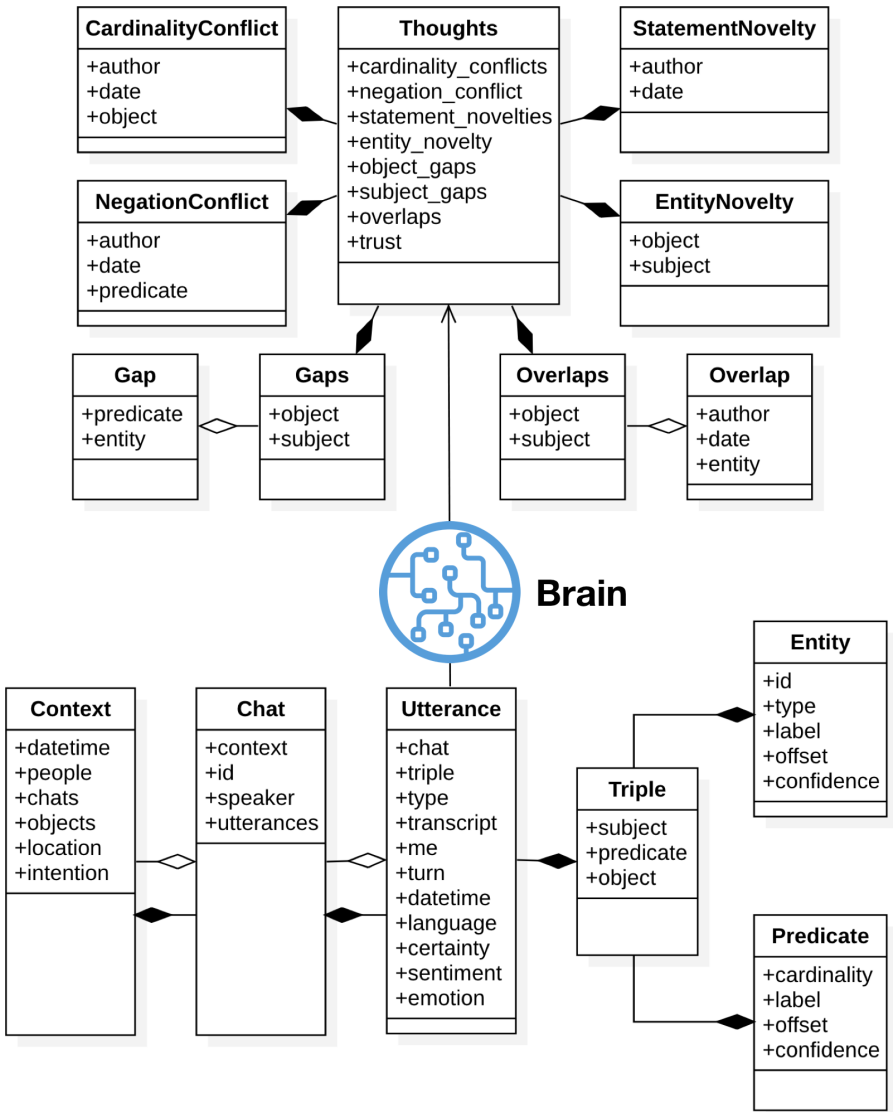 CardinalityConflict
+author
+date
+object
Thoughts
+cardinality_conflicts
+negation_conflict
+statement_novelties
+entity_novelty
+object_gaps
+subject_gaps
+overlaps
+trust
StatementNovelty
+author
+date
NegationConflict
+author
+date
+predicate
EntityNovelty
+object
+subject
Gap
+predicate
+entity
Gaps
+object
+subject
Overlaps
+object
+subject
Overlap
+author
+date
+entity
Brain
Context
+datetime
+people
+chats
+objects
+location
+intention
Chat
+context
+id
+speaker
+utterances
Utterance
+chat
+triple
+type
+transcript
+me
+turn
+datetime
+language
+certainty
+sentiment
+emotion
Triple
+subject
+predicate
+object
Entity
+id
+type
+label
+offset
+confidence
Predicate
+cardinality
+label
+offset
+confidence